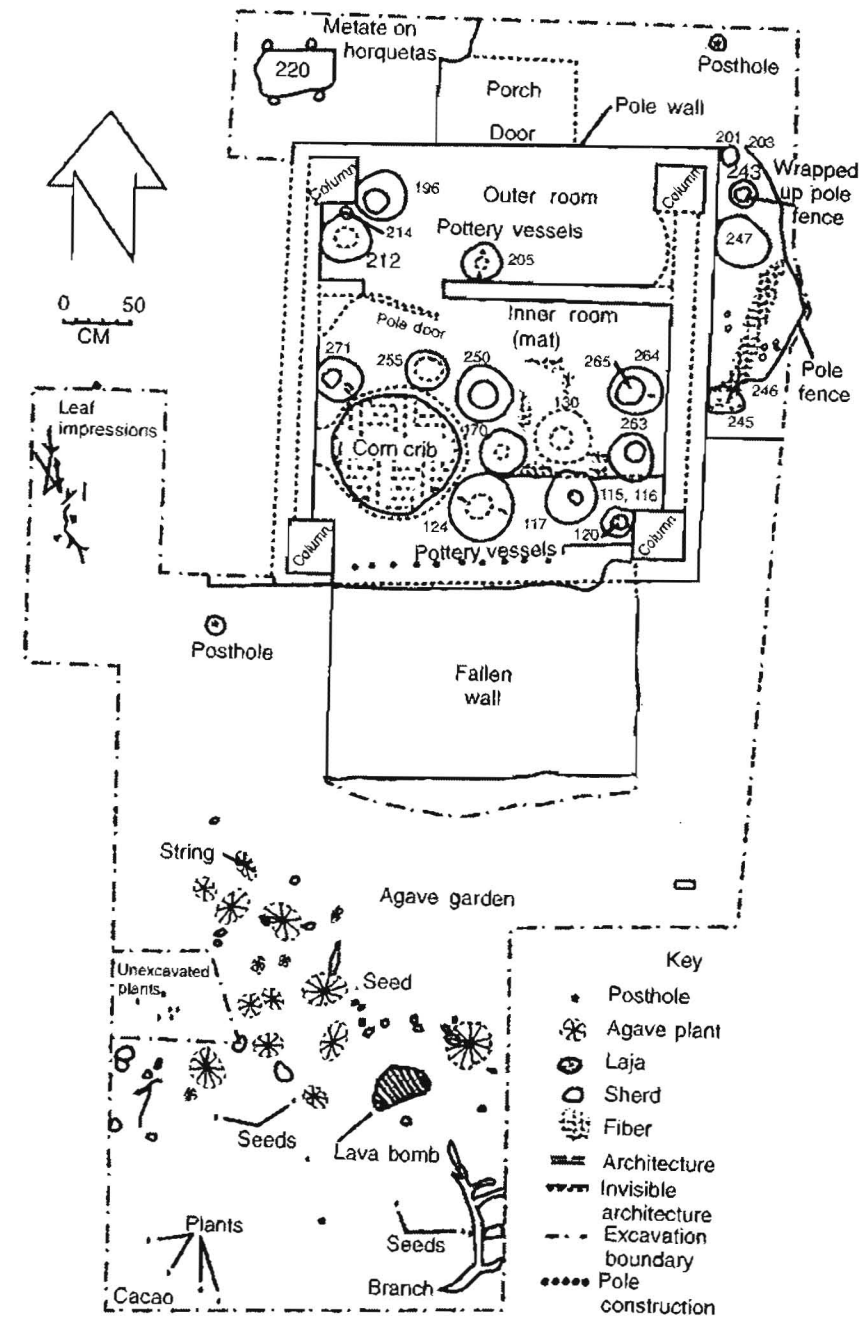 Metate on
horquetas
220
Posthole
Porch
Door
Pole wall
201 203
243
Wrapped
up pole
fence
Column
196
Outer room
Column
214
Pottery vessels
247
212
205
N
0 50
CM
Inner room
(mat)
Pole door
271
255
250
265
264
Pole
fence
246
245
Leaf
impressions
130
Corn crib
170
263
115, 116
124
117
120
Column
Pottery vessels
Column
Posthole
Fallen
wall
String
Agave garden
Unexcavated
plants
Seed
Seeds
Lava bomb
Plants
Seeds
Cacao
Branch
Key
Posthole
Agave plant
Laja
Sherd
Fiber
Architecture
Invisible
architecture
Excavation
boundary
Pole
construction